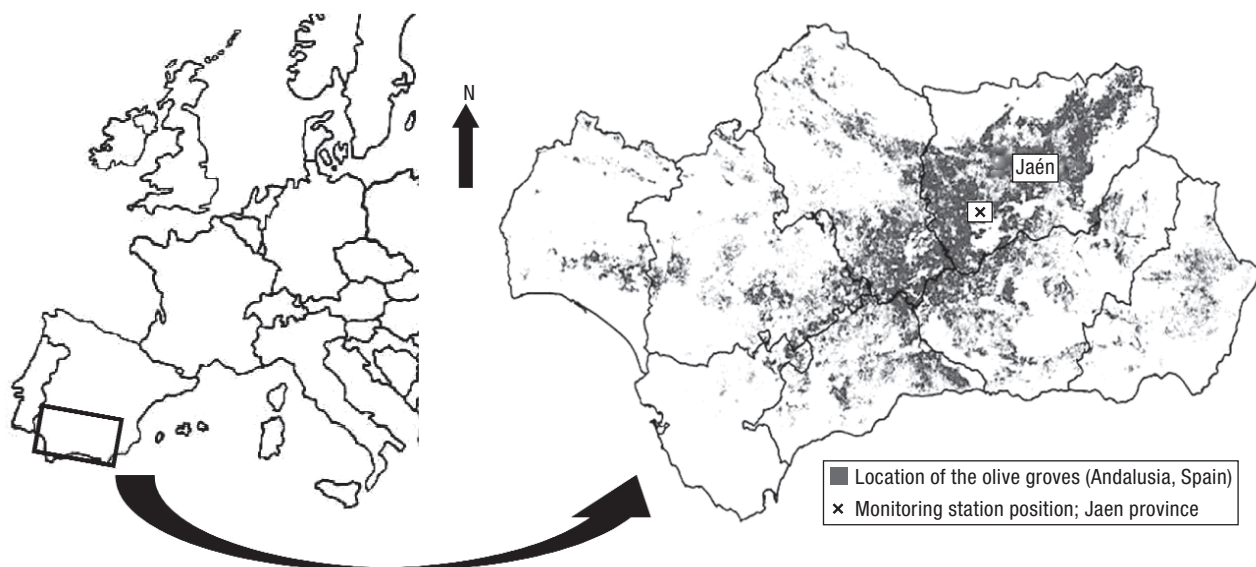 N
Jaén
Location of the olive groves (Andalusia, Spain)
× Monitoring station position; Jaen province